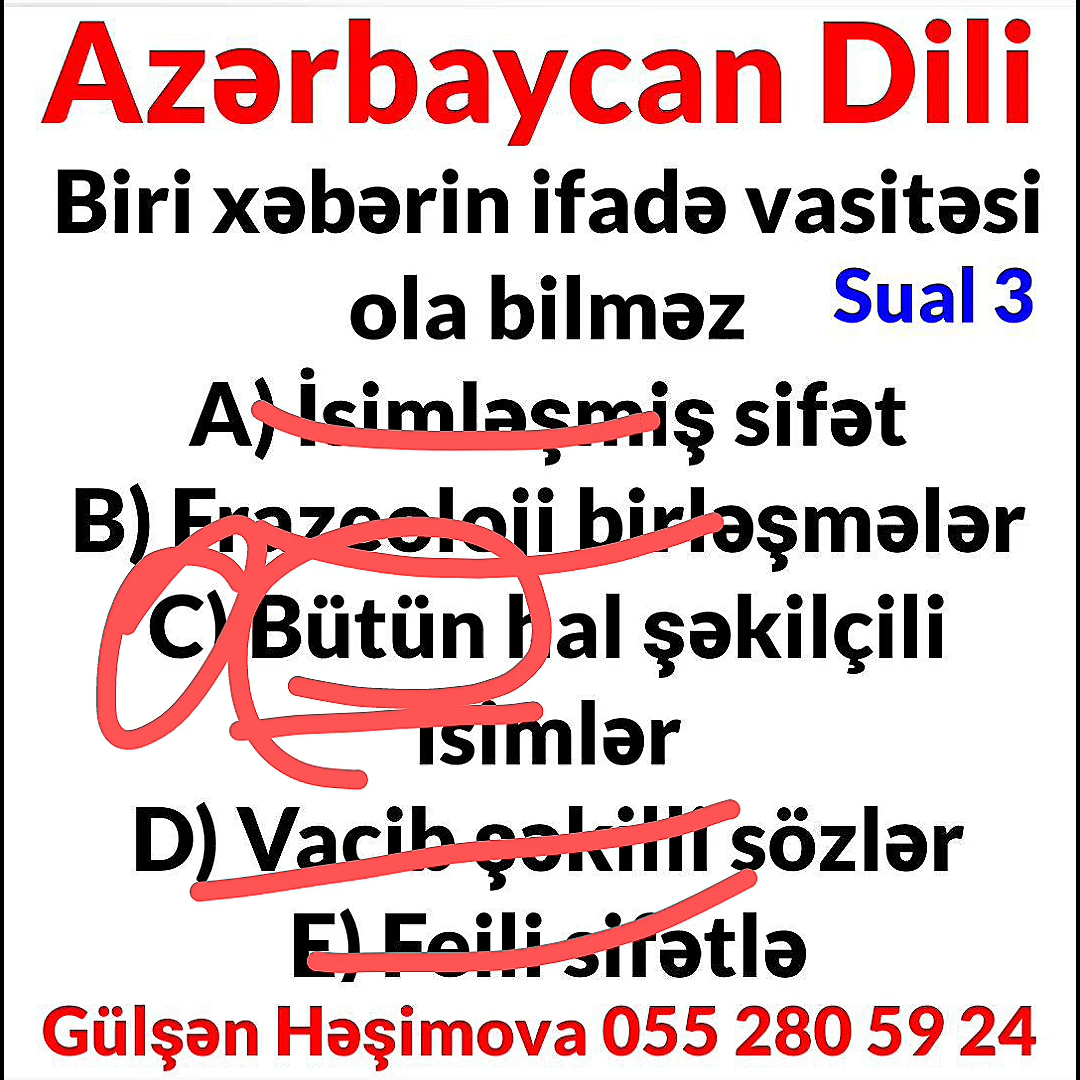 Azərbaycan Dili
Biri xəbərin ifadə vasitəsi
ola bilməz
Sual 3
A) İsimləşmiş sifət
B) Frazeoloji birləşmələr
C) Bütün hal şəkilçili
isimlər
D) Vacib şəkilli sözlər
E) Feili sifətlə
Gülşən Həşimova 055 280 59 24